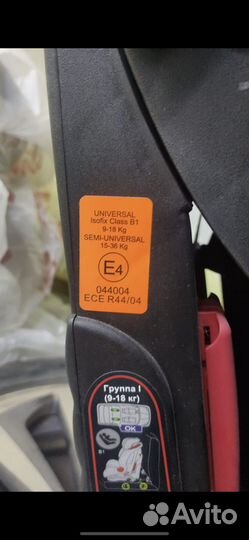 UNIVERSAL
Isofix Class B1
9-18 Kg
SEMI-UNIVERSAL
15-36 Kg
E4
044004
ECE R44/04
Группа I
(9-18 кг)
OK
B1
Avito